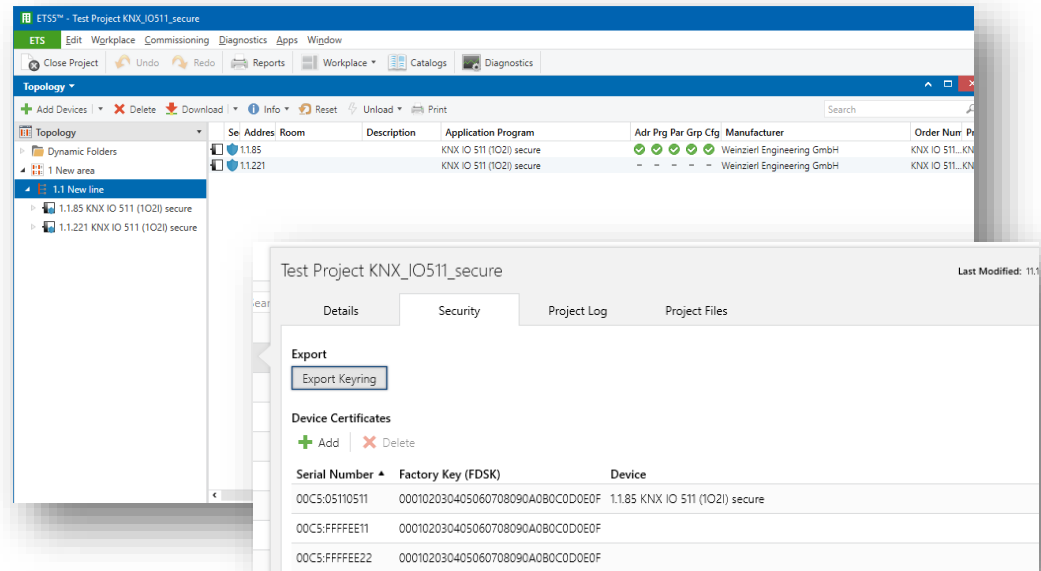 ETS5™ - Test Project KNX_IO511_secure
ETS Edit Workplace Commissioning Diagnostics Apps Window
Close Project Undo Redo Reports Workplace Catalogs Diagnostics
Topology
Add Devices Delete Download Info Reset Unload Print Search
Topology Se Addres Room Description Application Program Adr Prg Par Grp Cfg Manufacturer Order Num Pr
Dynamic Folders 1.1.85 KNX IO 511 (1O2I) secure Weinzierl Engineering GmbH KNX IO 511... KN
1 New area 1.1.221 KNX IO 511 (1O2I) secure – – – – – Weinzierl Engineering GmbH KNX IO 511... KN
1.1 New line
1.1.85 KNX IO 511 (1O2I) secure
1.1.221 KNX IO 511 (1O2I) secure
Test Project KNX_IO511_secure Last Modified: 11.1
ear
Details Security Project Log Project Files
Export
Export Keyring
Device Certificates
Add Delete
Serial Number Factory Key (FDSK) Device
00C5:05110511 000102030405060708090A0B0C0D0E0F 1.1.85 KNX IO 511 (1O2I) secure
00C5:FFFFEE11 000102030405060708090A0B0C0D0E0F
00C5:FFFFEE22 000102030405060708090A0B0C0D0E0F